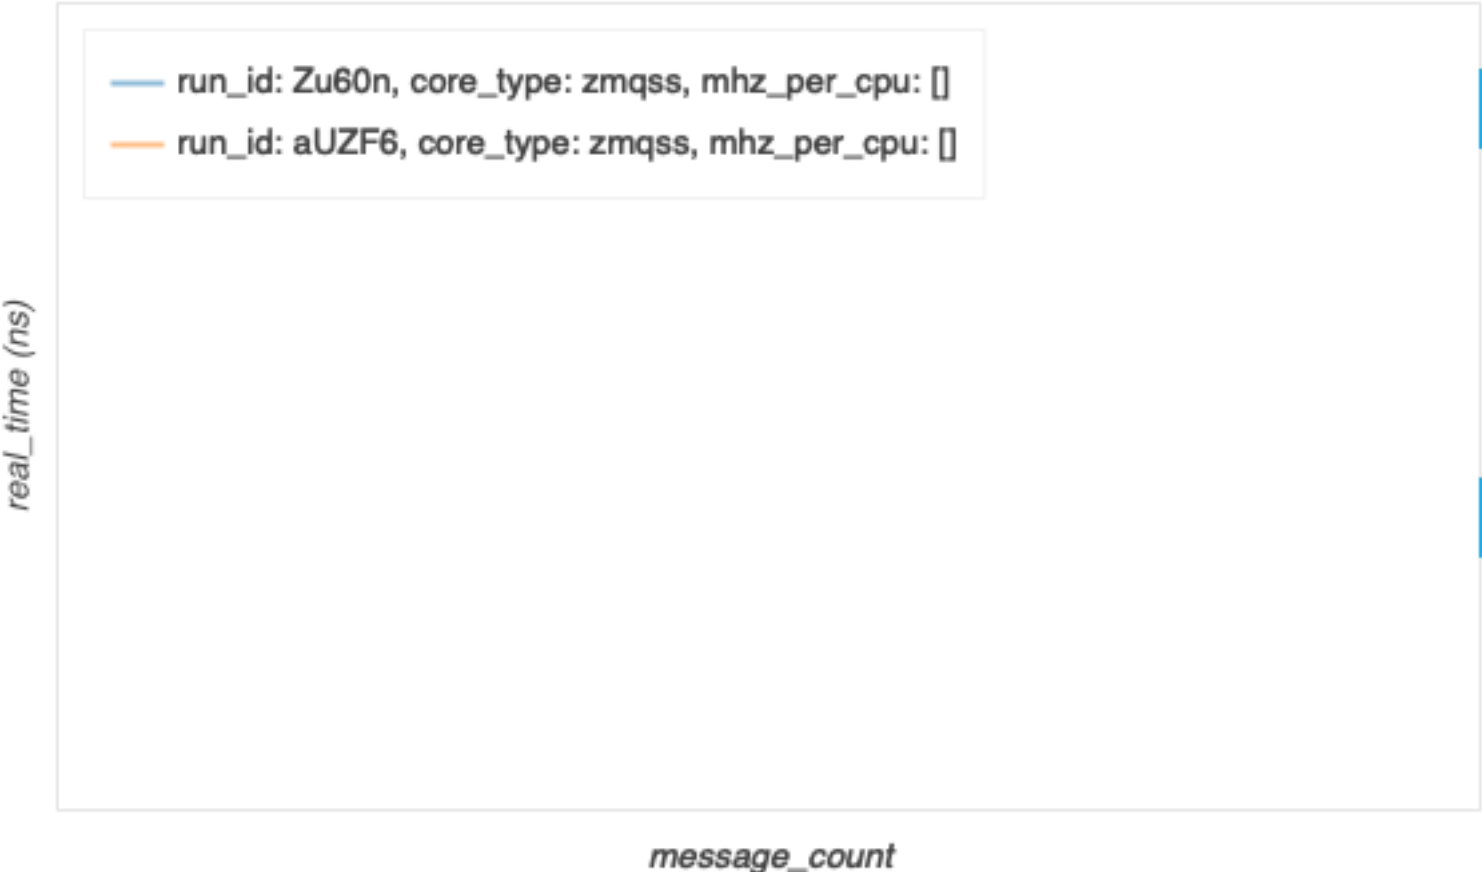 run_id: Zu60n, core_type: zmqss, mhz_per_cpu: []
run_id: aUZF6, core_type: zmqss, mhz_per_cpu: []
real_time (ns)
message_count